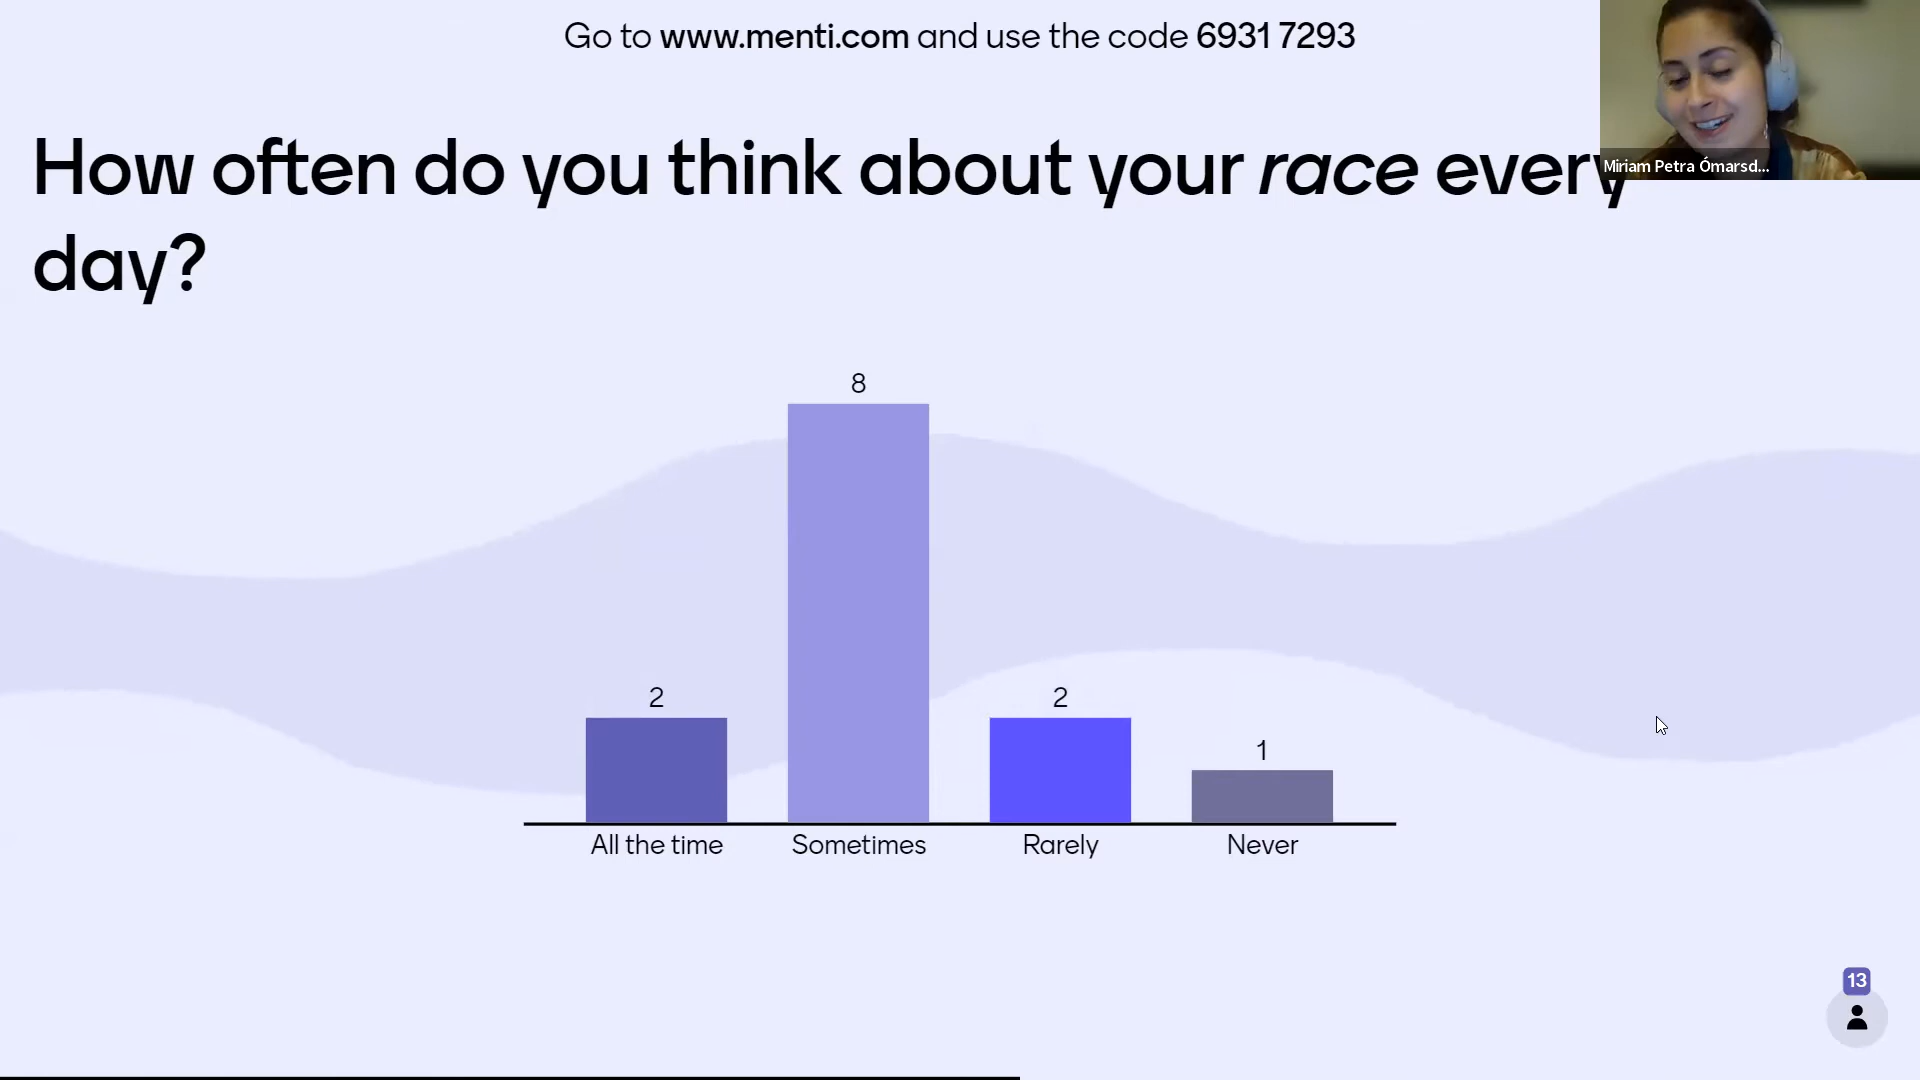 Go to www.menti.com and use the code 6931 7293
Miriam Petra Ómarsd...
How often do you think about your race every
day?
8
2
2
1
All the time
Sometimes
Rarely
Never
13